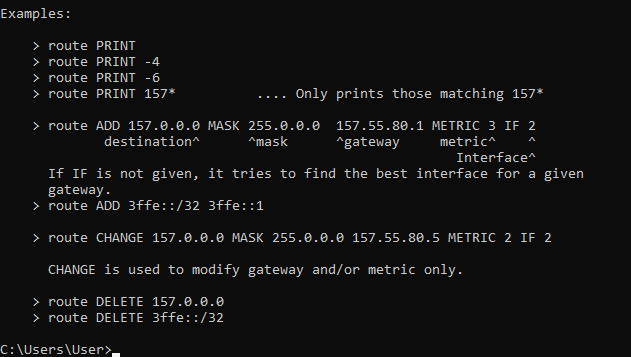 Examples:
> route PRINT
> route PRINT -4
> route PRINT -6
> route PRINT 157*          .... Only prints those matching 157*
> route ADD 157.0.0.0 MASK 255.0.0.0  157.55.80.1 METRIC 3 IF 2
         destination^      ^mask      ^gateway     metric^    ^
                                                     Interface^
  If IF is not given, it tries to find the best interface for a given
  gateway.
> route ADD 3ffe::/32 3ffe::1
> route CHANGE 157.0.0.0 MASK 255.0.0.0 157.55.80.5 METRIC 2 IF 2
  CHANGE is used to modify gateway and/or metric only.
> route DELETE 157.0.0.0
> route DELETE 3ffe::/32
C:\Users\User>